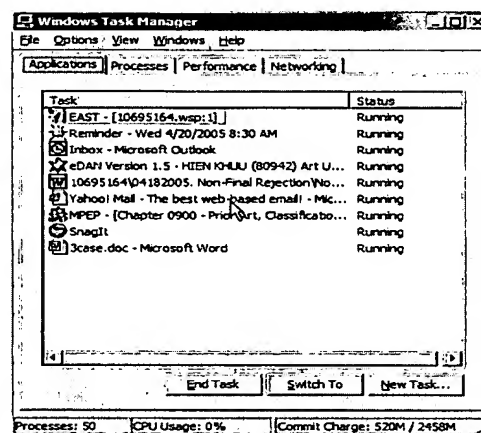 Windows Task Manager
File Options View Windows Help
Applications Processes Performance Networking
Task Status
EAST - [10695164.wsp:1] Running
Reminder - Wed 4/20/2005 8:30 AM Running
Inbox - Microsoft Outlook Running
eDAN Version 1.5 - HIEN KHUU (80942) Art U... Running
10695164\04182005. Non-Final Rejection\No... Running
Yahoo! Mail - The best web-based email! - Mic... Running
MPEP - [Chapter 0900 - Prior Art, Classificatio... Running
SnagIt Running
3case.doc - Microsoft Word Running
End Task Switch To New Task...
Processes: 50 CPU Usage: 0% Commit Charge: 520M / 2458M